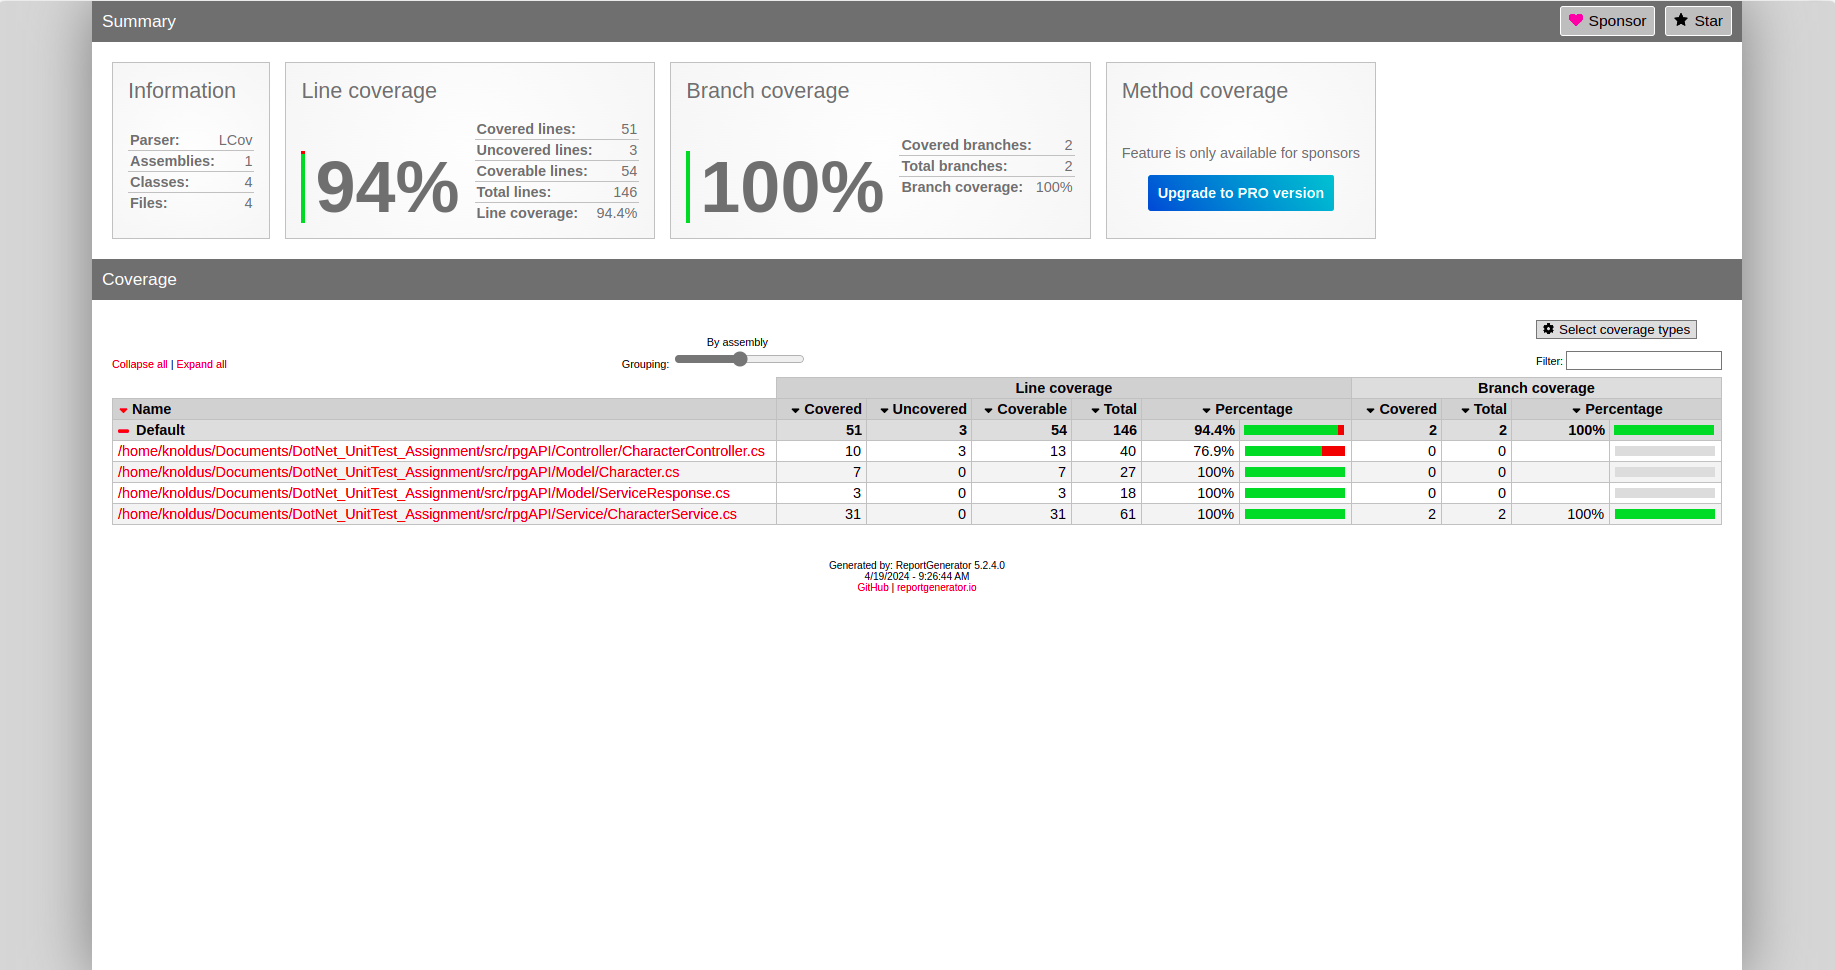 Summary
Sponsor
Star
Information
Parser: LCov
Assemblies: 1
Classes: 4
Files: 4
Line coverage
94%
Covered lines: 51
Uncovered lines: 3
Coverable lines: 54
Total lines: 146
Line coverage: 94.4%
Branch coverage
100%
Covered branches: 2
Total branches: 2
Branch coverage: 100%
Method coverage
Feature is only available for sponsors
Upgrade to PRO version
Coverage
Collapse all | Expand all
Grouping:
By assembly
Select coverage types
Filter:
Line coverage Branch coverage
Name Covered Uncovered Coverable Total Percentage Covered Total Percentage
Default 51 3 54 146 94.4% 2 2 100%
/home/knoldus/Documents/DotNet_UnitTest_Assignment/src/rpgAPI/Controller/CharacterController.cs 10 3 13 40 76.9% 0 0
/home/knoldus/Documents/DotNet_UnitTest_Assignment/src/rpgAPI/Model/Character.cs 7 0 7 27 100% 0 0
/home/knoldus/Documents/DotNet_UnitTest_Assignment/src/rpgAPI/Model/ServiceResponse.cs 3 0 3 18 100% 0 0
/home/knoldus/Documents/DotNet_UnitTest_Assignment/src/rpgAPI/Service/CharacterService.cs 31 0 31 61 100% 2 2 100%
Generated by: ReportGenerator 5.2.4.0
4/19/2024 - 9:26:44 AM
GitHub | reportgenerator.io